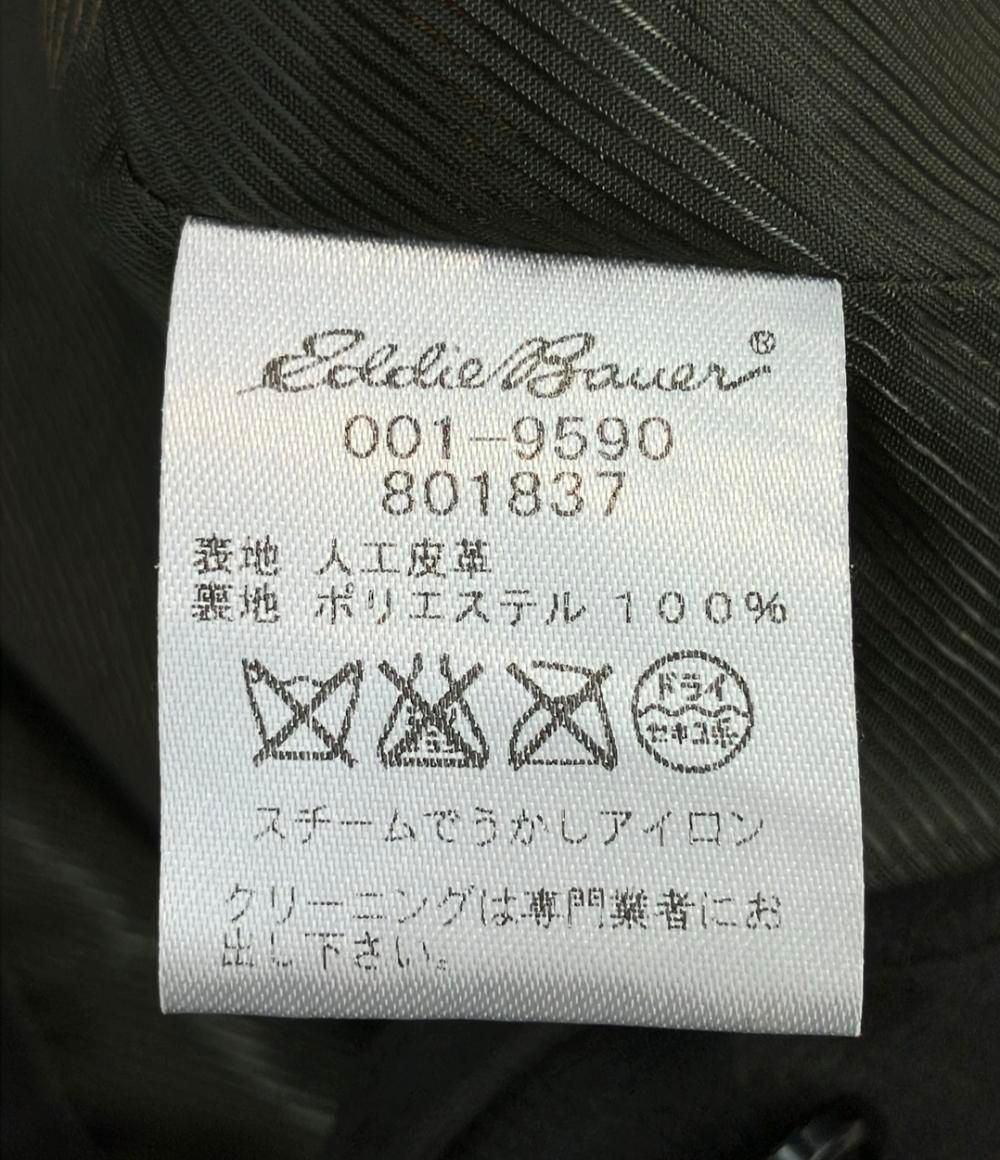 Eddie Bauer®
001-9590
801837
表地 人工皮革
裏地 ポリエステル 100%
ドライ
セキユ系
スチームでうかしアイロン
クリーニングは専門業者にお
出し下さい。